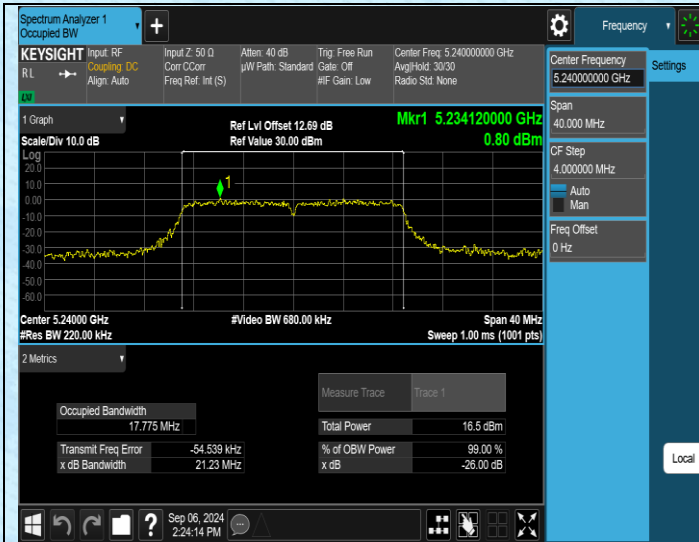 Spectrum Analyzer 1
Occupied BW
Frequency
KEYSIGHT
RL
LU
Input: RF
Coupling: DC
Align: Auto
Input Z: 50 Ω
Corr CCorr
Freq Ref: Int (S)
Atten: 40 dB
µW Path: Standard
Trig: Free Run
Gate: Off
#IF Gain: Low
Center Freq: 5.240000000 GHz
Avg|Hold: 30/30
Radio Std: None
1 Graph
Scale/Div 10.0 dB
Ref Lvl Offset 12.69 dB
Ref Value 30.00 dBm
Mkr1 5.234120000 GHz
0.80 dBm
Log
20.0
10.0
0.00
-10.0
-20.0
-30.0
-40.0
-50.0
-60.0
1
Center 5.24000 GHz
#Res BW 220.00 kHz
#Video BW 680.00 kHz
Span 40 MHz
Sweep 1.00 ms (1001 pts)
2 Metrics
Measure Trace Trace 1
Occupied Bandwidth
17.775 MHz
Total Power 16.5 dBm
Transmit Freq Error -54.539 kHz
x dB Bandwidth 21.23 MHz
% of OBW Power 99.00 %
x dB -26.00 dB
Center Frequency
5.240000000 GHz
Span
40.000 MHz
CF Step
4.000000 MHz
Auto
Man
Freq Offset
0 Hz
Settings
Local
?
Sep 06, 2024
2:24:14 PM